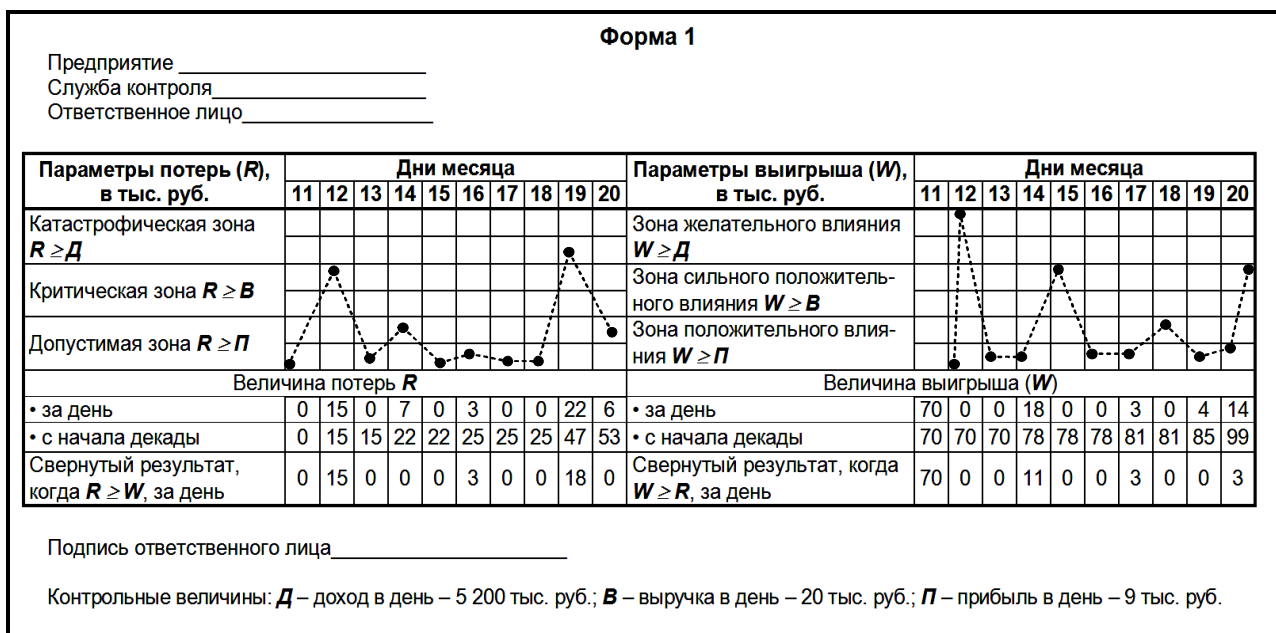 Форма 1
Предприятие ______________________
Служба контроля___________________
Ответственное лицо_________________
Параметры потерь (R), в тыс. руб. | Дни месяца | Параметры выигрыша (W), в тыс. руб. | Дни месяца
11 12 13 14 15 16 17 18 19 20 | 11 12 13 14 15 16 17 18 19 20
Катастрофическая зона | Зона желательного влияния
R ≥ Д | W ≥ Д
Критическая зона R ≥ В | Зона сильного положитель-
ного влияния W ≥ В
Допустимая зона R ≥ П | Зона положительного влия-
ния W ≥ П
Величина потерь R | Величина выигрыша (W)
• за день | 0 15 0 7 0 3 0 0 22 6 | • за день | 70 0 0 18 0 0 3 0 4 14
• с начала декады | 0 15 15 22 22 25 25 25 47 53 | • с начала декады | 70 70 70 78 78 78 81 81 85 99
Свернутый результат, когда R ≥ W, за день | 0 15 0 0 0 3 0 0 18 0 | Свернутый результат, когда W ≥ R, за день | 70 0 0 11 0 0 3 0 0 3
Подпись ответственного лица_____________________
Контрольные величины: Д – доход в день – 5 200 тыс. руб.; В – выручка в день – 20 тыс. руб.; П – прибыль в день – 9 тыс. руб.